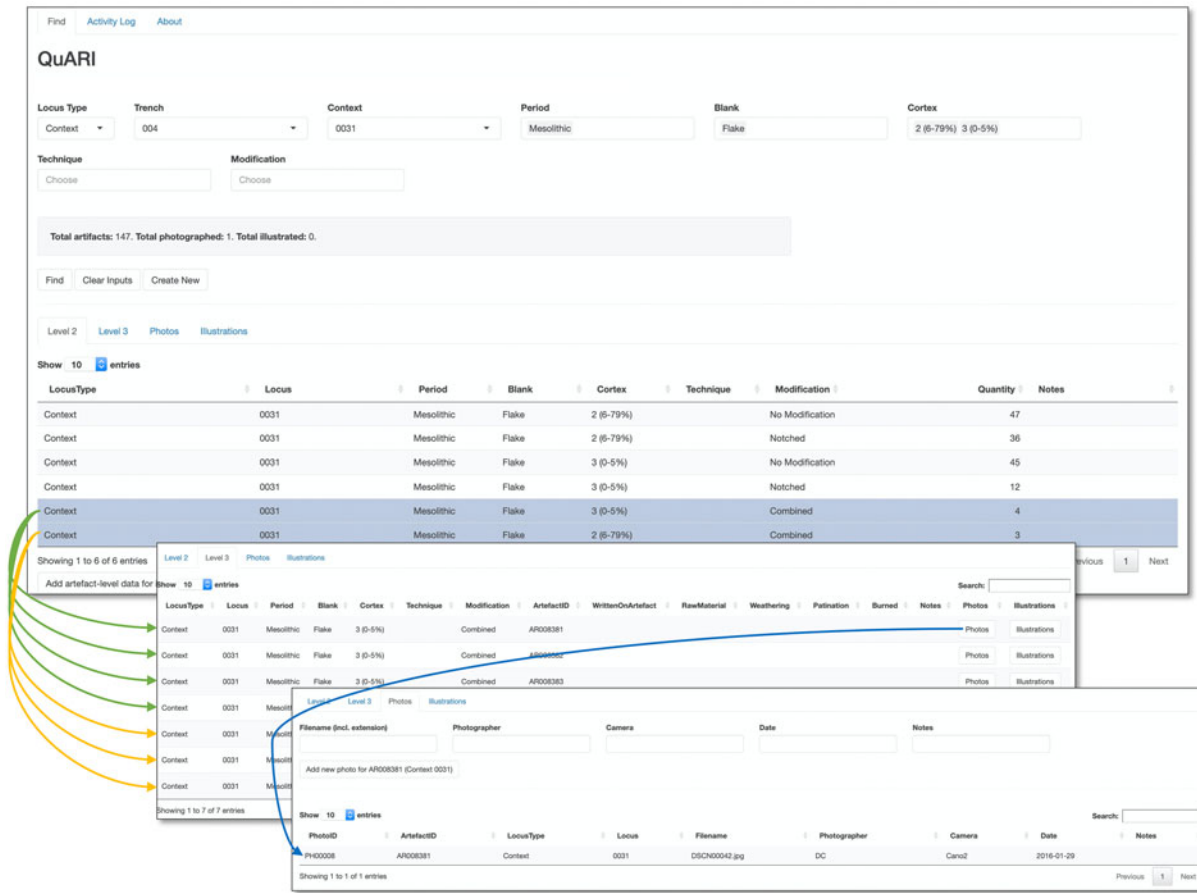 Find Activity Log About
QuARI
Locus Type Trench Context Period Blank Cortex
Context 004 0031 Mesolithic Flake 2 (6-79%) 3 (0-5%)
Technique Modification
Choose Choose
Total artifacts: 147. Total photographed: 1. Total illustrated: 0.
Find Clear Inputs Create New
Level 2 Level 3 Photos Illustrations
Show 10 entries
LocusType Locus Period Blank Cortex Technique Modification Quantity Notes
Context 0031 Mesolithic Flake 2 (6-79%) No Modification 47
Context 0031 Mesolithic Flake 2 (6-79%) Notched 36
Context 0031 Mesolithic Flake 3 (0-5%) No Modification 45
Context 0031 Mesolithic Flake 3 (0-5%) Notched 12
Context 0031 Mesolithic Flake 3 (0-5%) Combined 4
Context 0031 Mesolithic Flake 2 (6-79%) Combined 3
Showing 1 to 6 of 6 entries 1 Next
Add artefact-level data for
Level 2 Level 3 Photos Illustrations
Show 10 entries Search:
LocusType Locus Period Blank Cortex Technique Modification ArtefactID WrittenOnArtefact RawMaterial Weathering Patination Burned Notes Photos Illustrations
Context 0031 Mesolithic Flake 3 (0-5%) Combined AR008381 Photos Illustrations
Context 0031 Mesolithic Flake 3 (0-5%) Combined AR008382 Photos Illustrations
Context 0031 Mesolithic Flake 3 (0-5%) Combined AR008383 Photos Illustrations
Context 0031
Context 0031
Context 0031
Context 0031
Showing 1 to 7 of 7 entries
Level 2 Level 3 Photos Illustrations
Filename (incl. extension) Photographer Camera Date Notes
Add new photo for AR008381 (Context 0031)
Show 10 entries Search:
PhotoID ArtefactID LocusType Locus Filename Photographer Camera Date Notes
PH00008 AR008381 Context 0031 DSCN00042.jpg DC Cano2 2016-01-29
Showing 1 to 1 of 1 entries Previous 1 Next